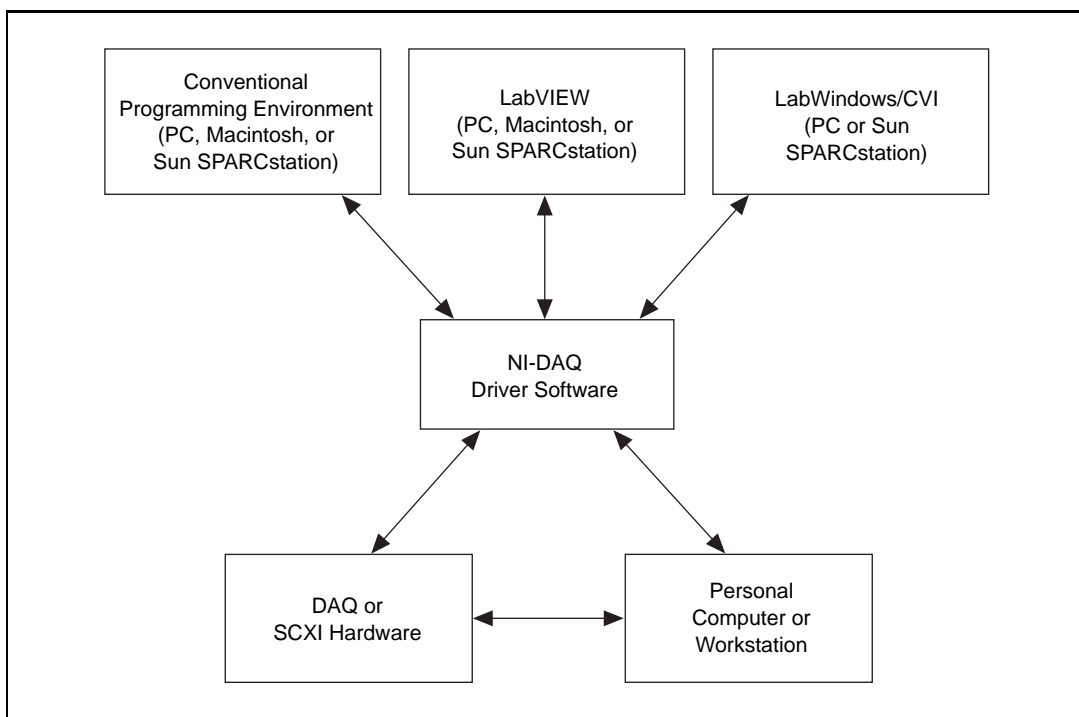 Conventional
Programming Environment
(PC, Macintosh, or
Sun SPARCstation)
LabVIEW
(PC, Macintosh, or
Sun SPARCstation)
LabWindows/CVI
(PC or Sun
SPARCstation)
NI-DAQ
Driver Software
DAQ or
SCXI Hardware
Personal
Computer or
Workstation